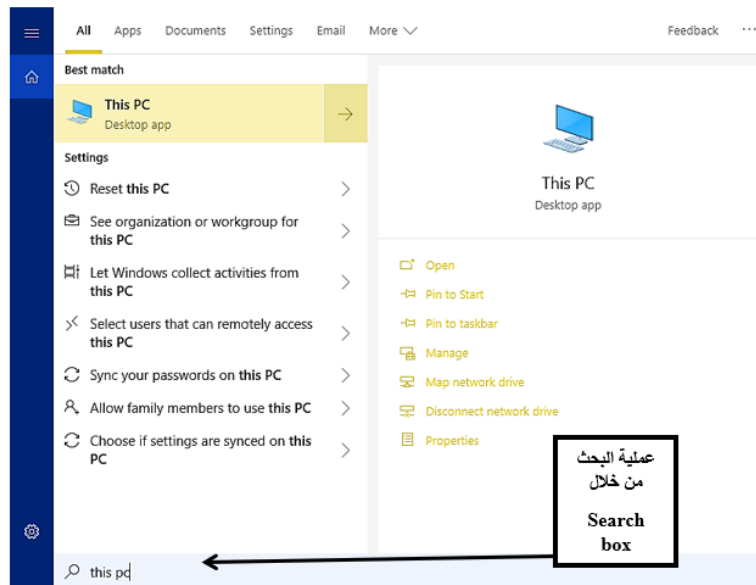 All Apps Documents Settings Email More Feedback ...
Best match
This PC
Desktop app
Settings
Reset this PC
See organization or workgroup for
this PC
Let Windows collect activities from
this PC
Select users that can remotely access
this PC
Sync your passwords on this PC
Allow family members to use this PC
Choose if settings are synced on this
PC
This PC
Desktop app
Open
Pin to Start
Pin to taskbar
Manage
Map network drive
Disconnect network drive
Properties
عملية البحث
من خلال
Search
box
this pc